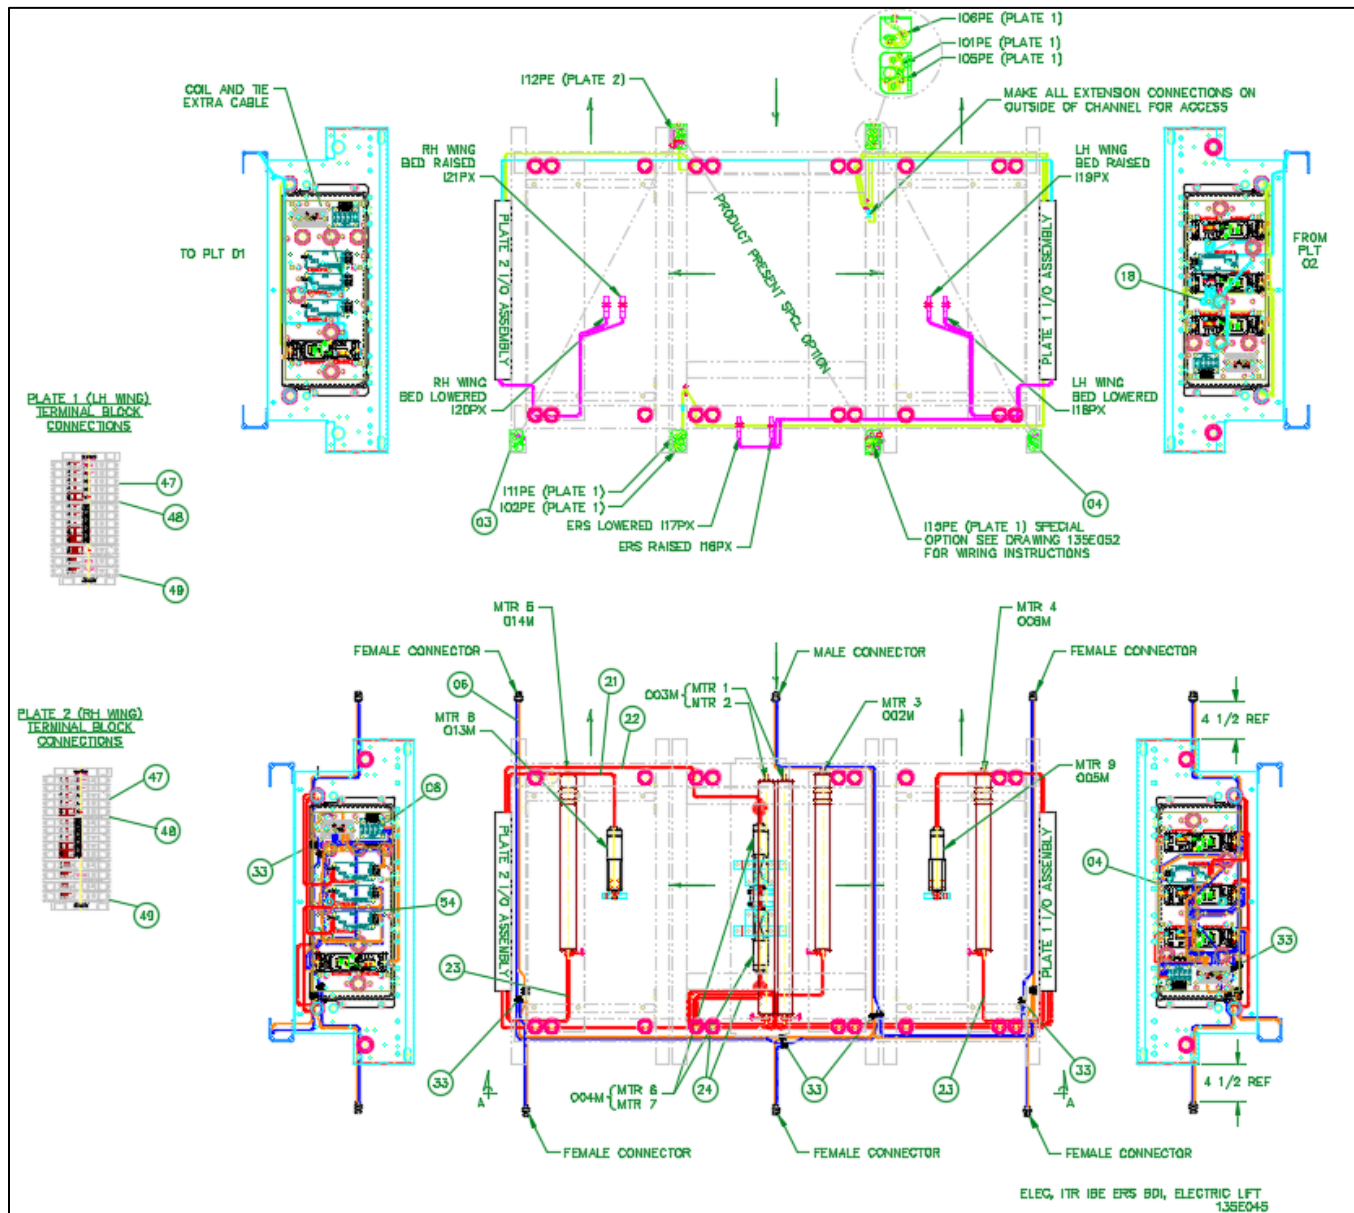 I06PE (PLATE 1)
I01PE (PLATE 1)
I05PE (PLATE 1)
I12PE (PLATE 2)
COIL AND TIE
EXTRA CABLE
MAKE ALL EXTENSION CONNECTIONS ON
OUTSIDE OF CHANNEL FOR ACCESS
RH WING
BED RAISED
I21PX
LH WING
BED RAISED
I19PX
TO PLT 01
PLATE 2 I/O ASSEMBLY
PRODUCT PRESENT SPCL OPTION
PLATE 1 I/O ASSEMBLY
FROM
PLT
02
18
RH WING
BED LOWERED
I20PX
LH WING
BED LOWERED
I18PX
PLATE 1 (LH WING)
TERMINAL BLOCK
CONNECTIONS
47
48
49
03
I11PE (PLATE 1)
I02PE (PLATE 1)
ERS LOWERED I17PX
ERS RAISED I16PX
04
I15PE (PLATE 1) SPECIAL
OPTION SEE DRAWING 135E052
FOR WIRING INSTRUCTIONS
MTR 5
014M
MTR 4
006M
FEMALE CONNECTOR
MALE CONNECTOR
FEMALE CONNECTOR
06
21
22
003M
MTR 1
MTR 2
MTR 3
002M
4 1/2 REF
MTR 8
013M
MTR 9
005M
PLATE 2 (RH WING)
TERMINAL BLOCK
CONNECTIONS
47
48
49
08
33
54
PLATE 2 I/O ASSEMBLY
PLATE 1 I/O ASSEMBLY
04
33
23
33
33
A
004M
MTR 6
MTR 7
24
33
23
33
A
4 1/2 REF
FEMALE CONNECTOR
FEMALE CONNECTOR
FEMALE CONNECTOR
ELEC, ITR IBE ERS BDI, ELECTRIC LIFT
135E045